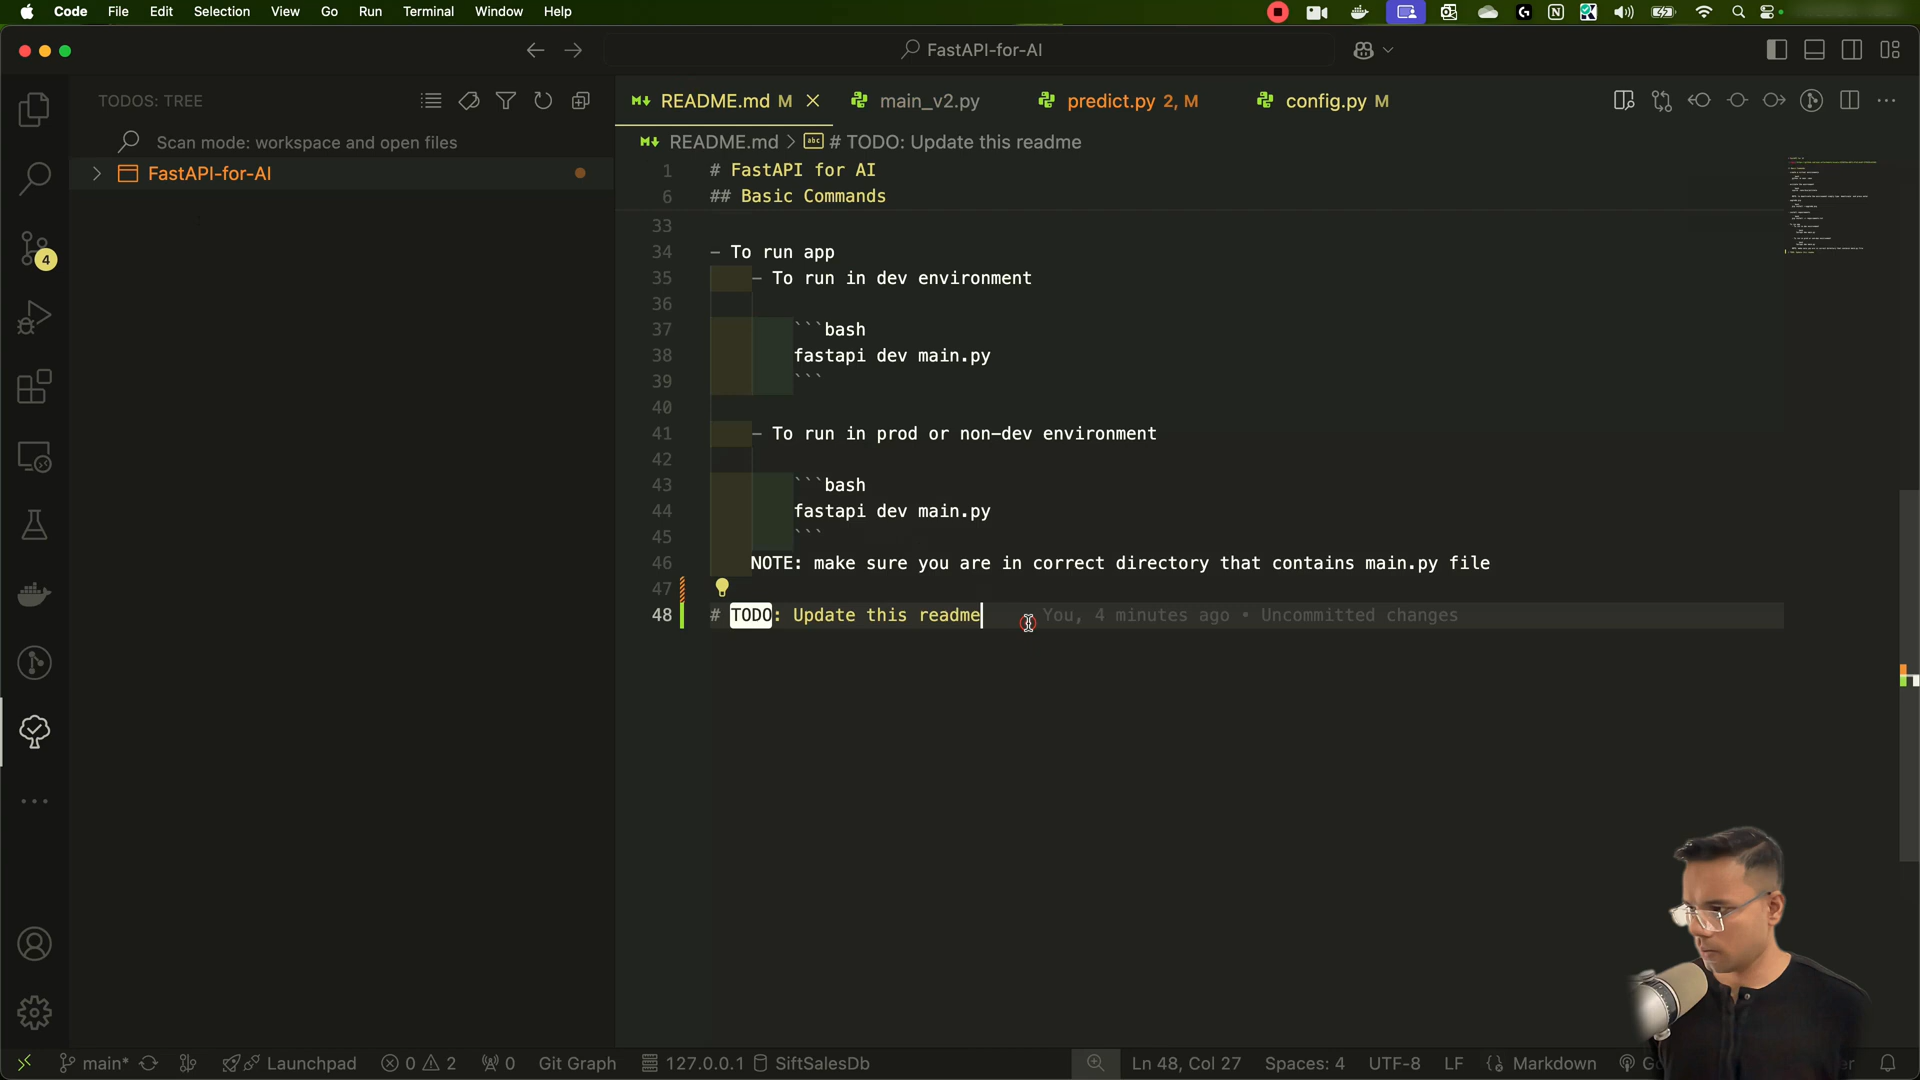 Code File Edit Selection View Go Run Terminal Window Help
FastAPI-for-AI
TODOS: TREE
Scan mode: workspace and open files
FastAPI-for-AI
4
README.md M
main_v2.py
predict.py 2, M
config.py M
README.md > # TODO: Update this readme
1 # FastAPI for AI
6 ## Basic Commands
33
34 – To run app
35 – To run in dev environment
36
37 ```bash
38 fastapi dev main.py
39 ```
40
41 – To run in prod or non–dev environment
42
43 ```bash
44 fastapi dev main.py
45 ```
46 NOTE: make sure you are in correct directory that contains main.py file
47
48 # TODO: Update this readme You, 4 minutes ago • Uncommitted changes
main* Launchpad 0 2 0 Git Graph 127.0.0.1 SiftSalesDb Ln 48, Col 27 Spaces: 4 UTF-8 LF Markdown